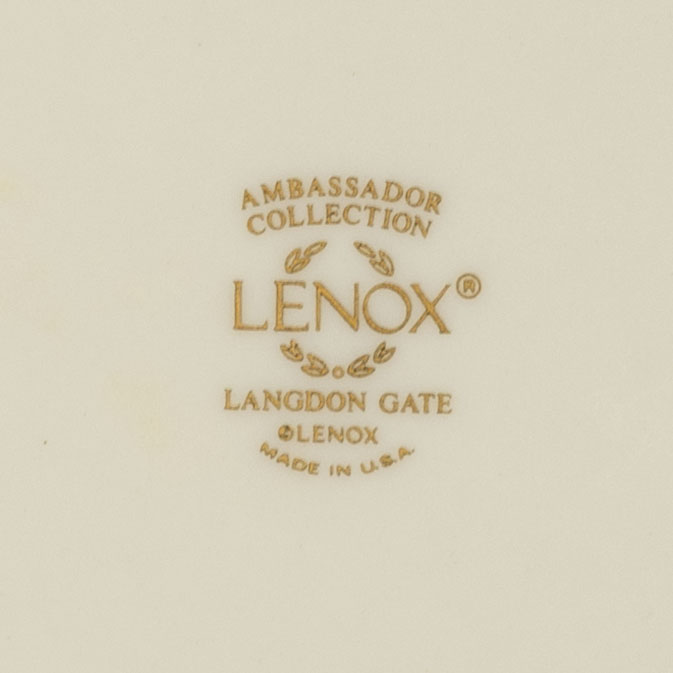 AMBASSADOR
COLLECTION
LENOX®
LANGDON GATE
©LENOX
MADE IN U.S.A.